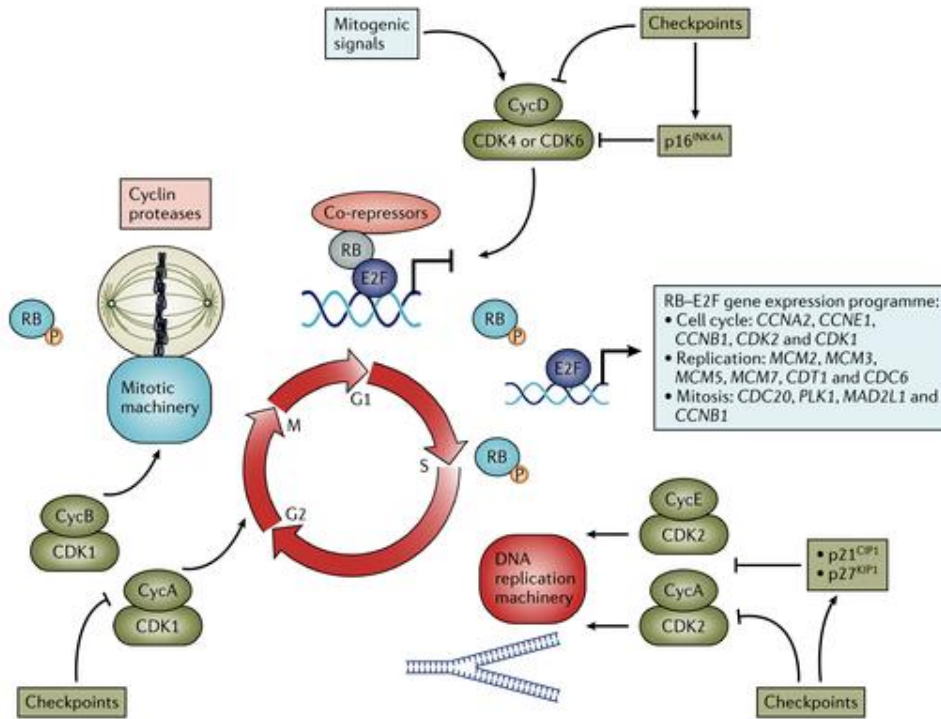 Mitogenic
signals
Checkpoints
CycD
CDK4 or CDK6
p16INK4A
Cyclin
proteases
Co-repressors
RB
E2F
RB
P
Mitotic
machinery
RB
P
E2F
RB–E2F gene expression programme:
• Cell cycle: CCNA2, CCNE1,
CCNB1, CDK2 and CDK1
• Replication: MCM2, MCM3,
MCM5, MCM7, CDT1 and CDC6
• Mitosis: CDC20, PLK1, MAD2L1 and
CCNB1
G1
M
S
G2
RB
P
CycB
CDK1
CycA
CDK1
Checkpoints
DNA
replication
machinery
CycE
CDK2
CycA
CDK2
• p21CIP1
• p27KIP1
Checkpoints